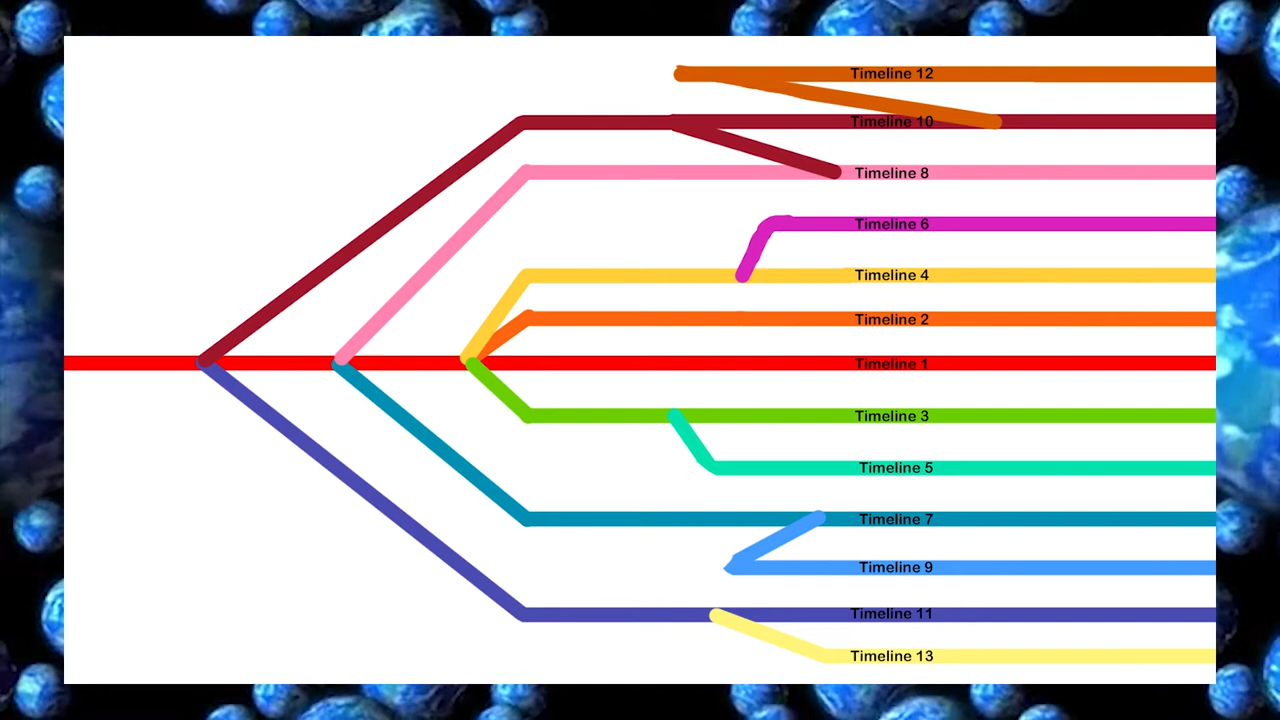 Timeline 12
Timeline 10
Timeline 8
Timeline 6
Timeline 4
Timeline 2
Timeline 1
Timeline 3
Timeline 5
Timeline 7
Timeline 9
Timeline 11
Timeline 13